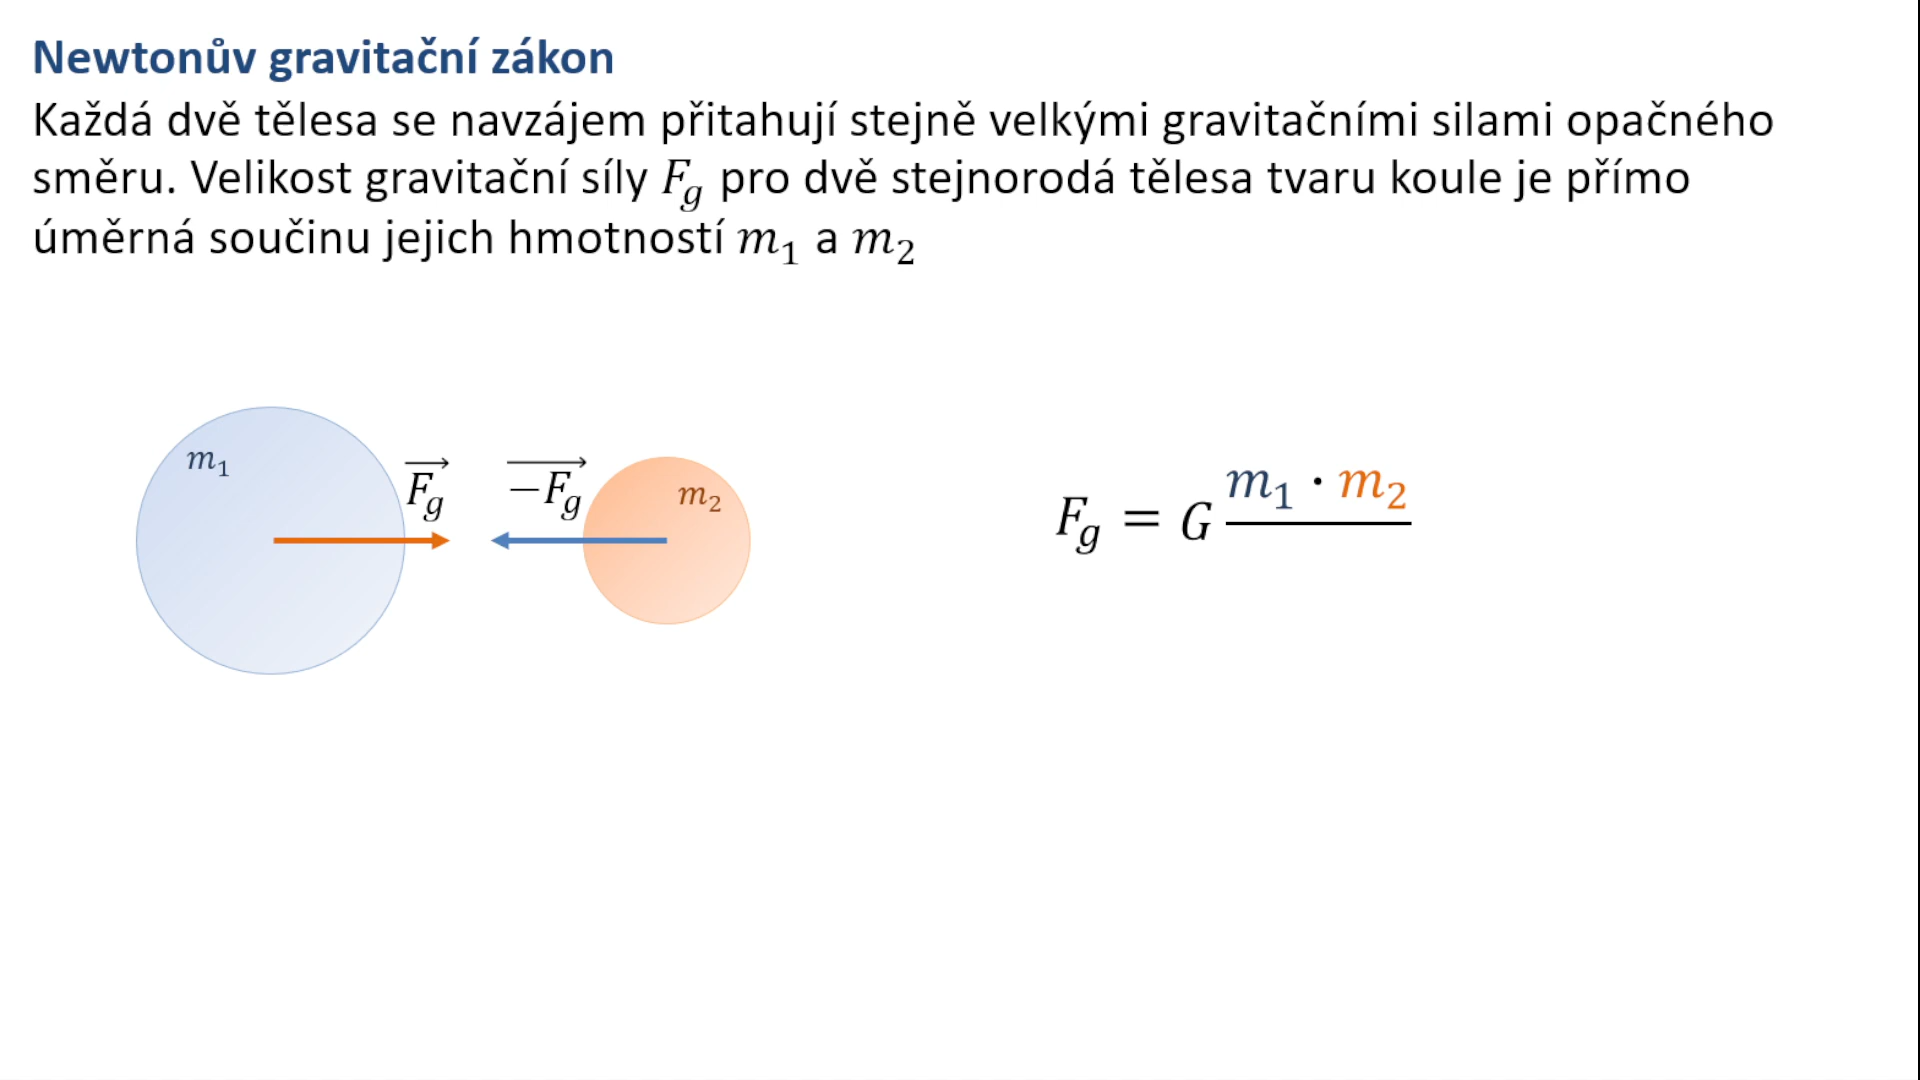 Newtonův gravitační zákon
Každá dvě tělesa se navzájem přitahují stejně velkými gravitačními silami opačného
směru. Velikost gravitační síly F_g pro dvě stejnorodá tělesa tvaru koule je přímo
úměrná součinu jejich hmotností m_1 a m_2
m_1
\overrightarrow{F_g}
\overrightarrow{-F_g}
m_2
F_g = G \frac{m_1 \cdot m_2}{}